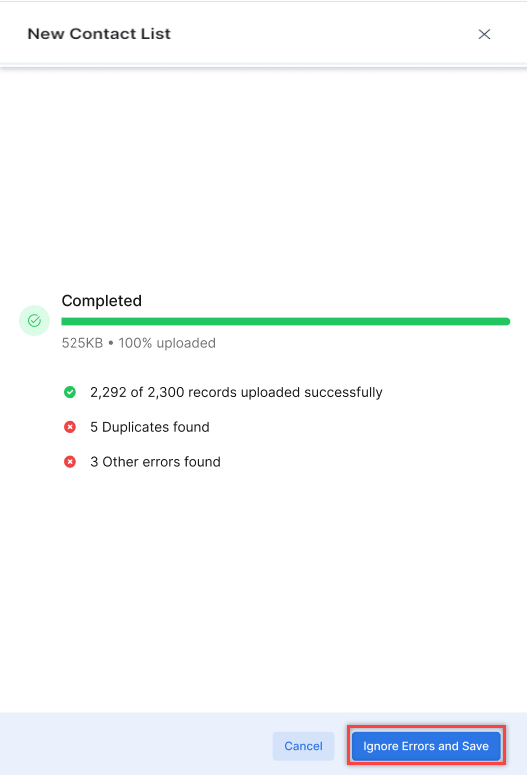 New Contact List
Completed
525KB • 100% uploaded
2,292 of 2,300 records uploaded successfully
5 Duplicates found
3 Other errors found
Cancel
Ignore Errors and Save